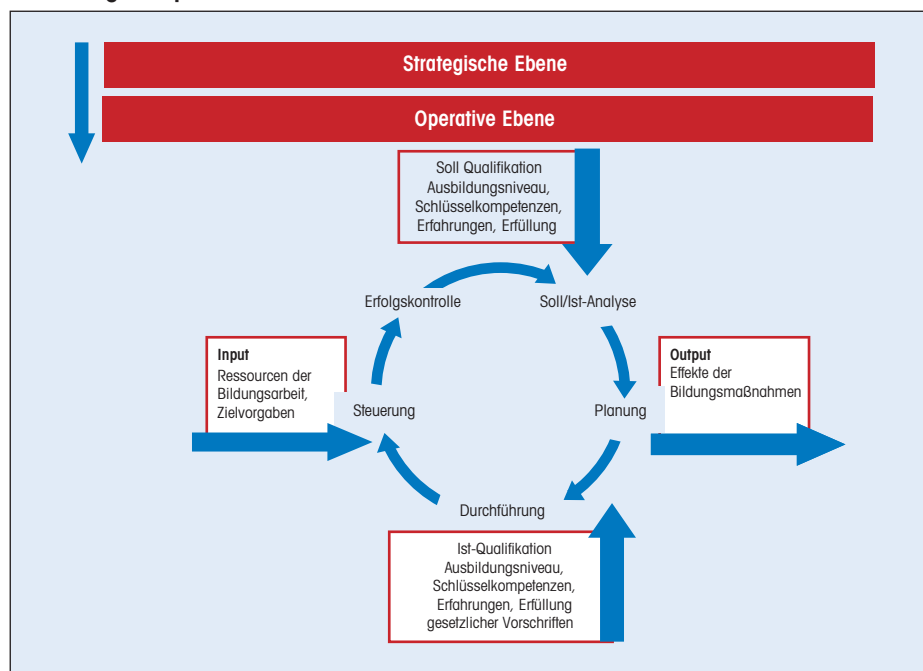 Strategische Ebene
Operative Ebene
Soll Qualifikation
Ausbildungsniveau,
Schlüsselkompetenzen,
Erfahrungen, Erfüllung
Erfolgskontrolle
Soll/Ist-Analyse
Input
Ressourcen der
Bildungsarbeit,
Zielvorgaben
Output
Effekte der
Bildungsmaßnahmen
Steuerung
Planung
Durchführung
Ist-Qualifikation
Ausbildungsniveau,
Schlüsselkompetenzen,
Erfahrungen, Erfüllung
gesetzlicher Vorschriften